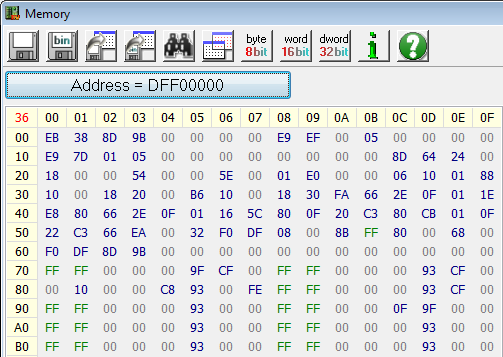 Memory
bin
byte 8bit word 16bit dword 32bit
Address = DFF00000
36 00 01 02 03 04 05 06 07 08 09 0A 0B 0C 0D 0E 0F
00 EB 38 8D 9B 00 00 00 00 E9 EF 00 05 00 00 00 00
10 E9 7D 01 05 00 00 00 00 00 00 00 00 8D 64 24 00
20 18 00 00 54 00 00 5E 00 01 E0 00 00 06 10 01 88
30 10 00 18 20 00 B6 10 00 18 30 FA 66 2E 0F 01 1E
40 E8 80 66 2E 0F 01 16 5C 80 0F 20 C3 80 CB 01 0F
50 22 C3 66 EA 00 32 F0 DF 08 00 8B FF 80 00 68 00
60 F0 DF 8D 9B 00 00 00 00 00 00 00 00 00 00 00 00
70 FF FF 00 00 00 9F CF 00 FF FF 00 00 00 93 CF 00
80 00 10 00 00 C8 93 00 FE FF FF 00 00 00 93 CF 00
90 FF FF 00 00 00 93 00 00 FF FF 00 00 0F 9F 00 00
A0 FF FF 00 00 00 93 00 00 FF FF 00 00 00 93 00 00
B0 FF FF 00 00 00 93 00 00 FF FF 00 00 00 93 00 00